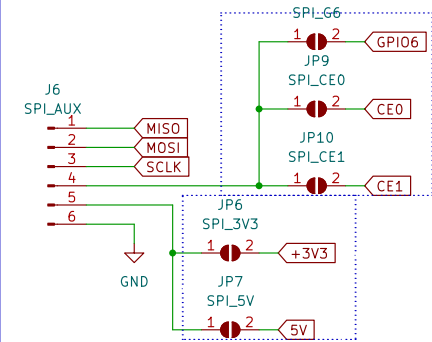 SPI_G6
1 2 GPIO6
JP9
SPI_CE0
1 2 CE0
JP10
SPI_CE1
1 2 CE1
J6
SPI_AUX
1 MISO
2 MOSI
3 SCLK
4
5
6
GND
JP6
SPI_3V3
1 2 +3V3
JP7
SPI_5V
1 2 5V